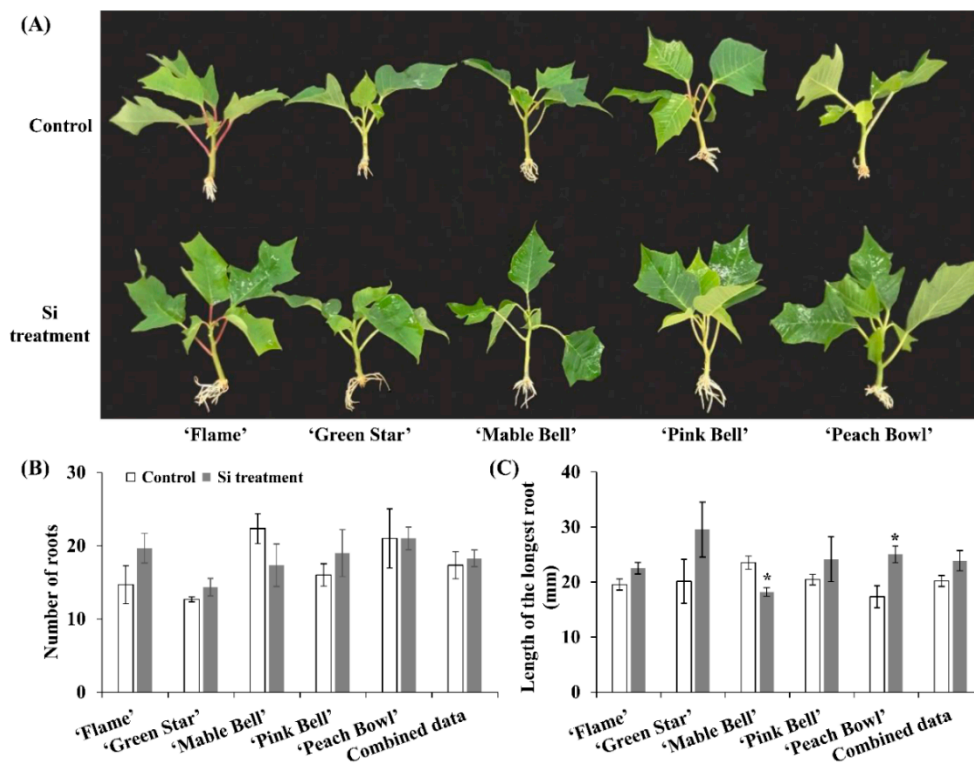 (A)
Control
Si
treatment
‘Flame’ ‘Green Star’ ‘Mable Bell’ ‘Pink Bell’ ‘Peach Bowl’
(B)
Control Si treatment
Number of roots
30
20
10
0
‘Flame’
‘Green Star’
‘Mable Bell’
‘Pink Bell’
‘Peach Bowl’
Combined data
(C)
Length of the longest root
(mm)
40
30
20
10
0
*
*
‘Flame’
‘Green Star’
‘Mable Bell’
‘Pink Bell’
‘Peach Bowl’
Combined data